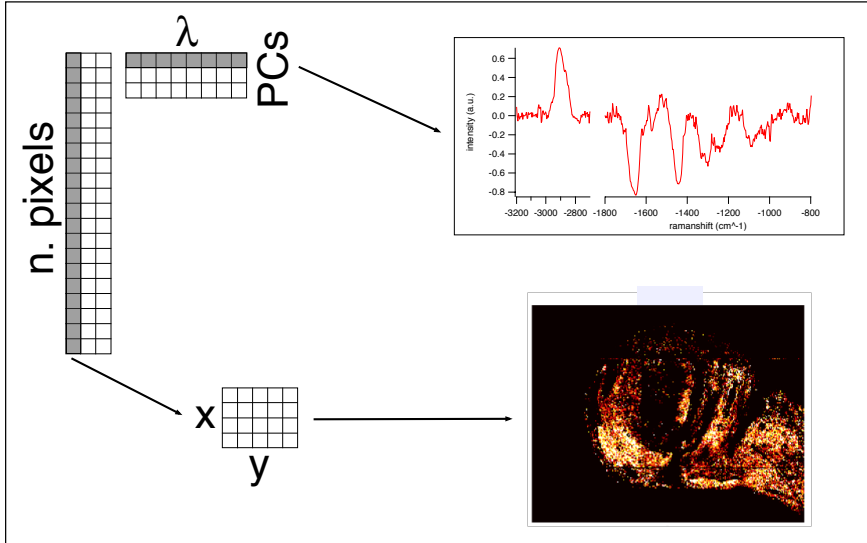 λ
PCs
n. pixels
x
y
intensity (a.u.)
0.6
0.4
0.2
0.0
-0.2
-0.4
-0.6
-0.8
-3200 -3000 -2800 -1800 -1600 -1400 -1200 -1000 -800
ramanshift (cm^-1)